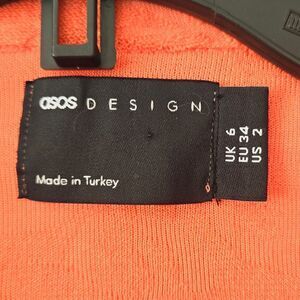 asos DESIGN
Made in Turkey
UK 6
EU 34
US 2